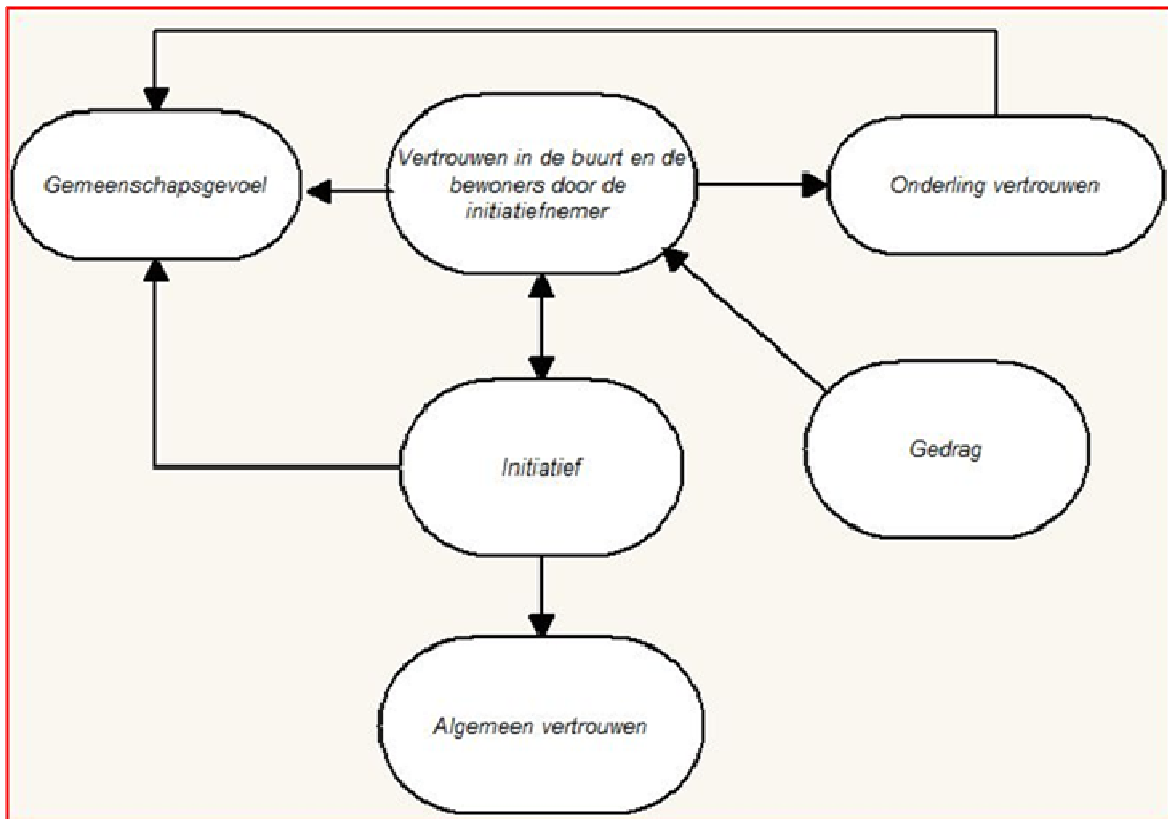 Gemeenschapsgevoel
Vertrouwen in de buurt en de
bewoners door de
initiatiefnemer
Onderling vertrouwen
Initiatief
Gedrag
Algemeen vertrouwen